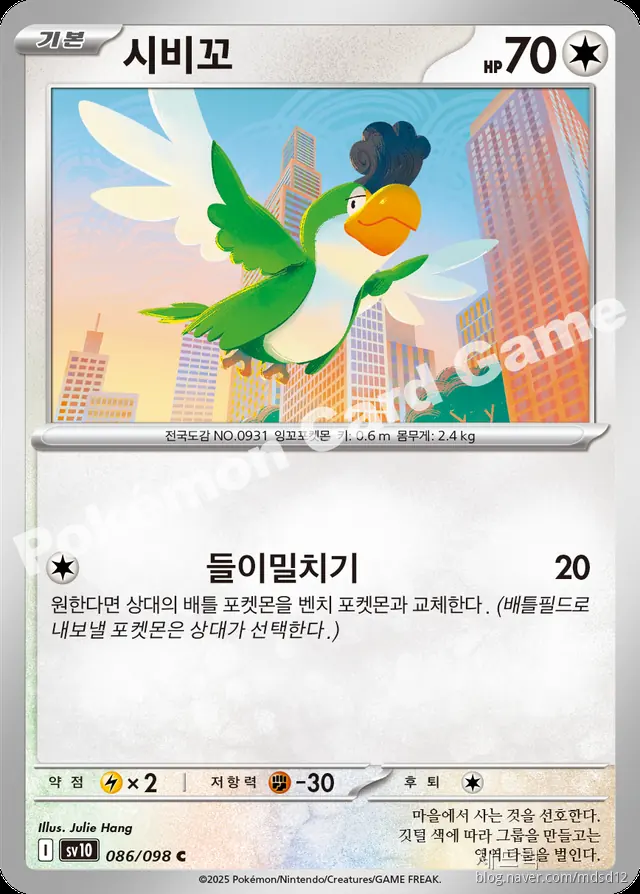 기본 시비꼬 HP 70
전국도감 NO.0931 잉꼬포켓몬 키: 0.6 m 몸무게: 2.4 kg
Pokémon Card Game
들이밀치기 20
원한다면 상대의 배틀 포켓몬을 벤치 포켓몬과 교체한다. (배틀필드로
내보낼 포켓몬은 상대가 선택한다.)
약점 ×2 저항력 -30 후퇴
Illus. Julie Hang
마을에서 사는 것을 선호한다.
깃털 색에 따라 그룹을 만들고는
영역 다툼을 벌인다.
I sv10 086/098 C
©2025 Pokémon/Nintendo/Creatures/GAME FREAK.
blog.naver.com/mdsd12